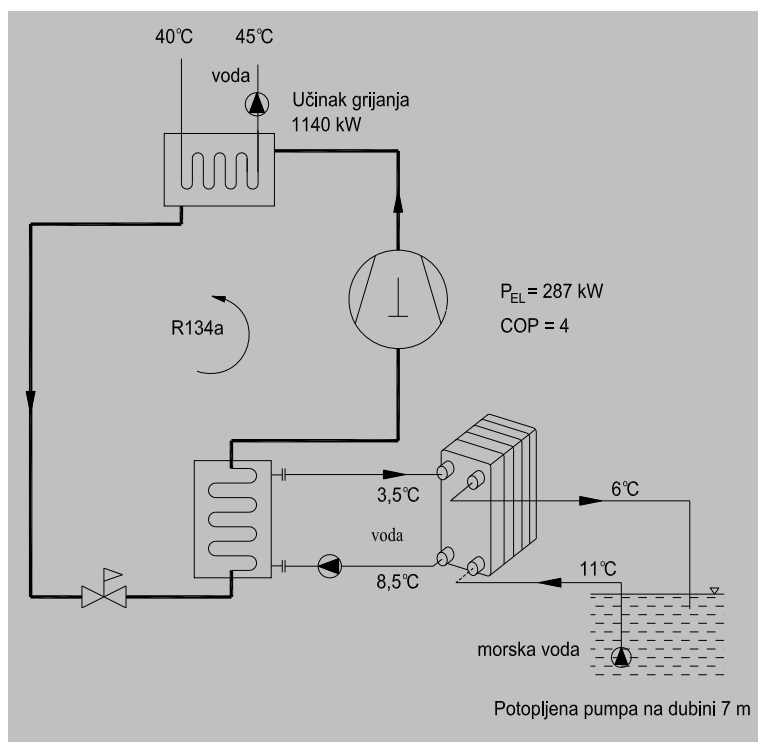 40°C 45°C
voda
Učinak grijanja
1140 kW
P_EL = 287 kW
COP = 4
R134a
3,5°C
6°C
voda
8,5°C
11°C
morska voda
Potopljena pumpa na dubini 7 m